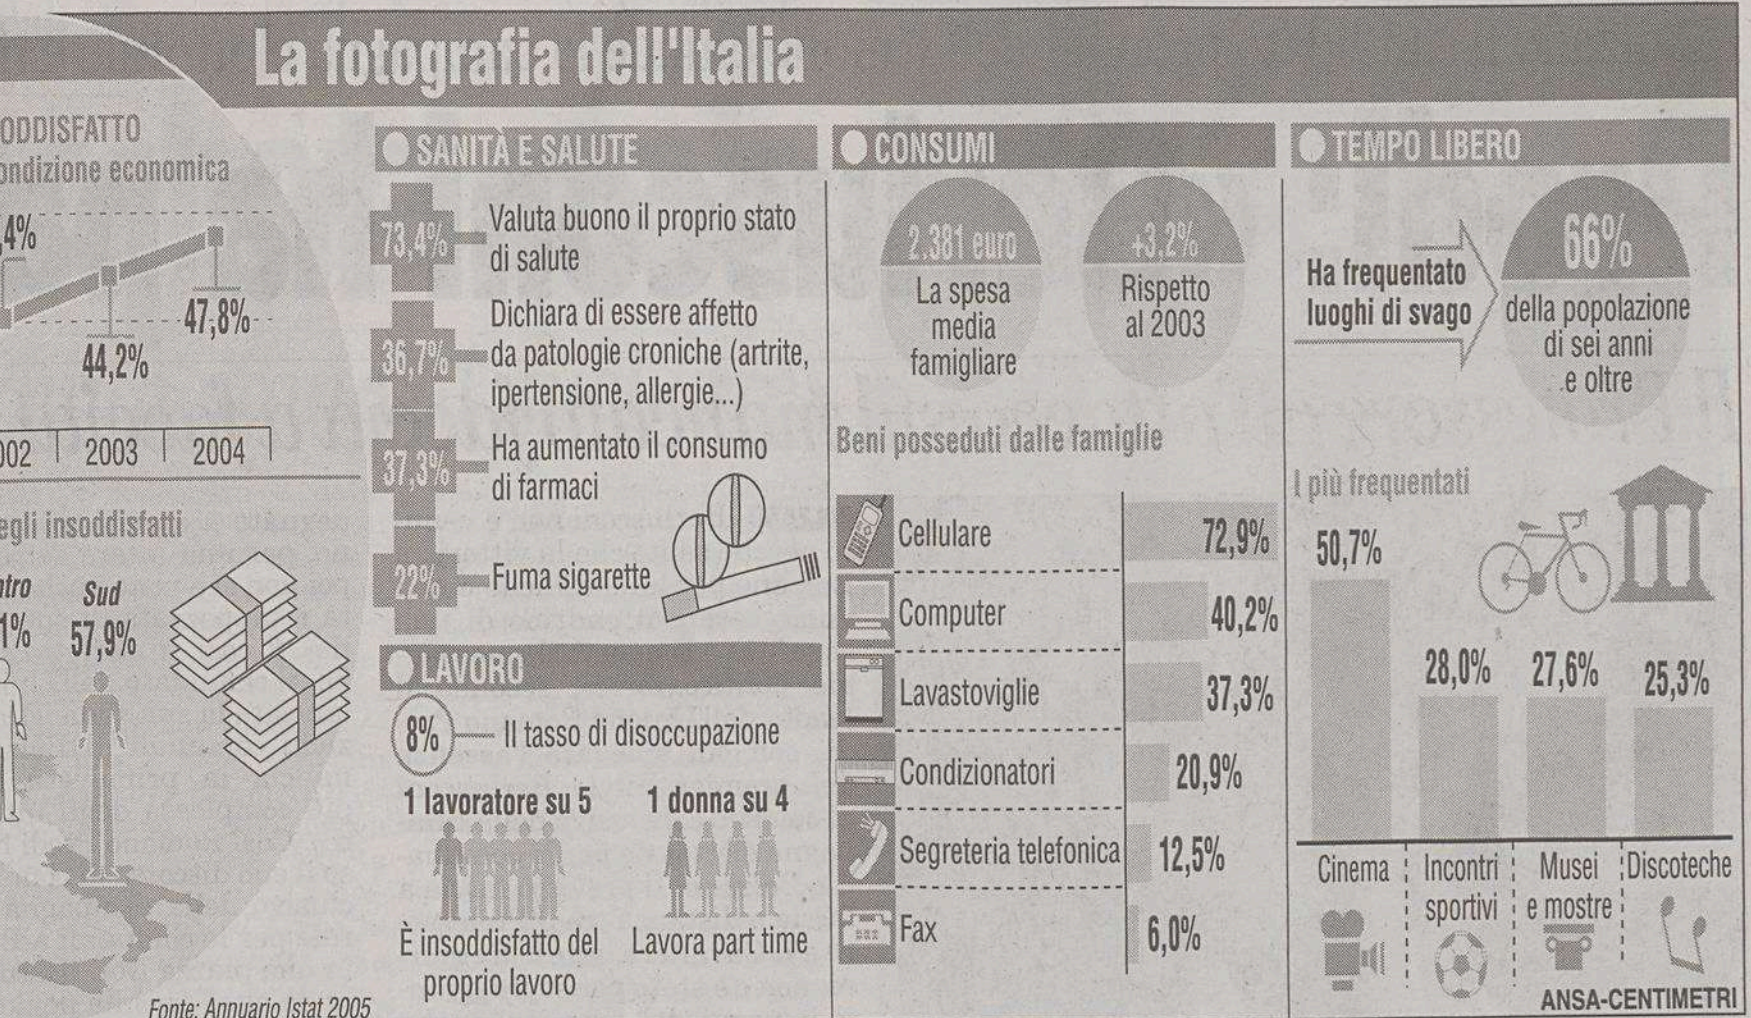 La fotografia dell'Italia
ODDISFATTO
ondizione economica
,4%
44,2%
47,8%
002
2003
2004
egli insoddisfatti
ntro
1%
Sud
57,9%
Fonte: Annuario Istat 2005
SANITÀ E SALUTE
73,4%
Valuta buono il proprio stato
di salute
36,7%
Dichiara di essere affetto
da patologie croniche (artrite,
ipertensione, allergie...)
37,3%
Ha aumentato il consumo
di farmaci
22%
Fuma sigarette
LAVORO
8%
Il tasso di disoccupazione
1 lavoratore su 5
È insoddisfatto del
proprio lavoro
1 donna su 4
Lavora part time
CONSUMI
2.381 euro
La spesa
media
famigliare
+3,2%
Rispetto
al 2003
Beni posseduti dalle famiglie
Cellulare
72,9%
Computer
40,2%
Lavastoviglie
37,3%
Condizionatori
20,9%
Segreteria telefonica
12,5%
Fax
6,0%
TEMPO LIBERO
Ha frequentato
luoghi di svago
66%
della popolazione
di sei anni
e oltre
I più frequentati
50,7%
28,0%
27,6%
25,3%
Cinema
Incontri
sportivi
Musei
e mostre
Discoteche
ANSA-CENTIMETRI